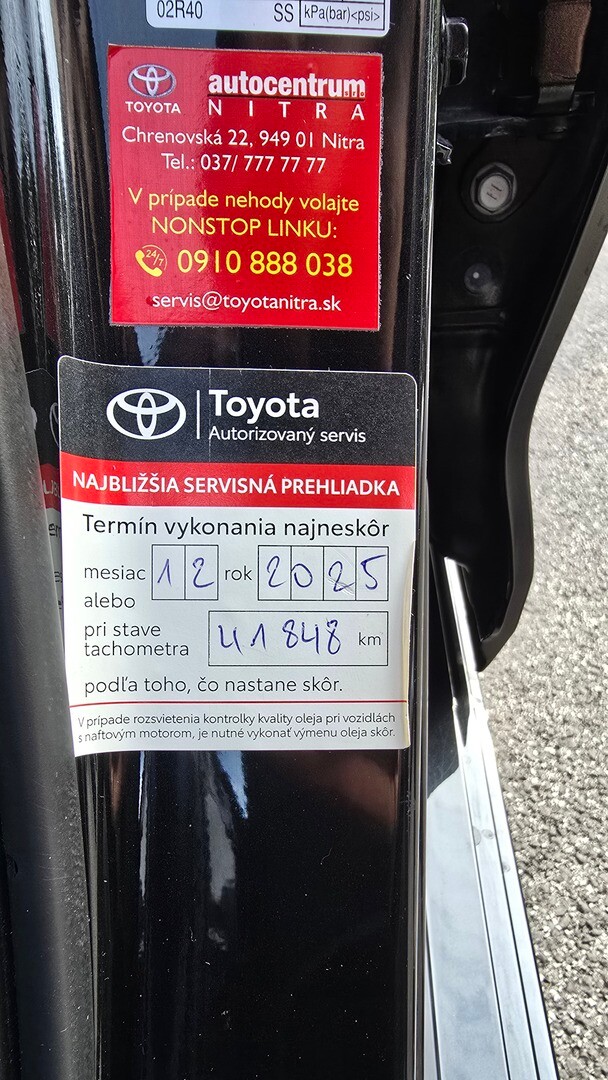 02R40 SS kPa(bar)<psi>
TOYOTA
autocentrum s.r.o.
NITRA
Chrenovská 22, 949 01 Nitra
Tel.: 037/ 777 77 77
V prípade nehody volajte
NONSTOP LINKU:
24/7 0910 888 038
servis@toyotanitra.sk
Toyota
Autorizovaný servis
NAJBLIŽŠIA SERVISNÁ PREHLIADKA
Termín vykonania najneskôr
mesiac 12 rok 2025
alebo
pri stave
tachometra 41 848 km
podľa toho, čo nastane skôr.
V prípade rozsvietenia kontrolky kvality oleja pri vozidlách
s naftovým motorom, je nutné vykonať výmenu oleja skôr.